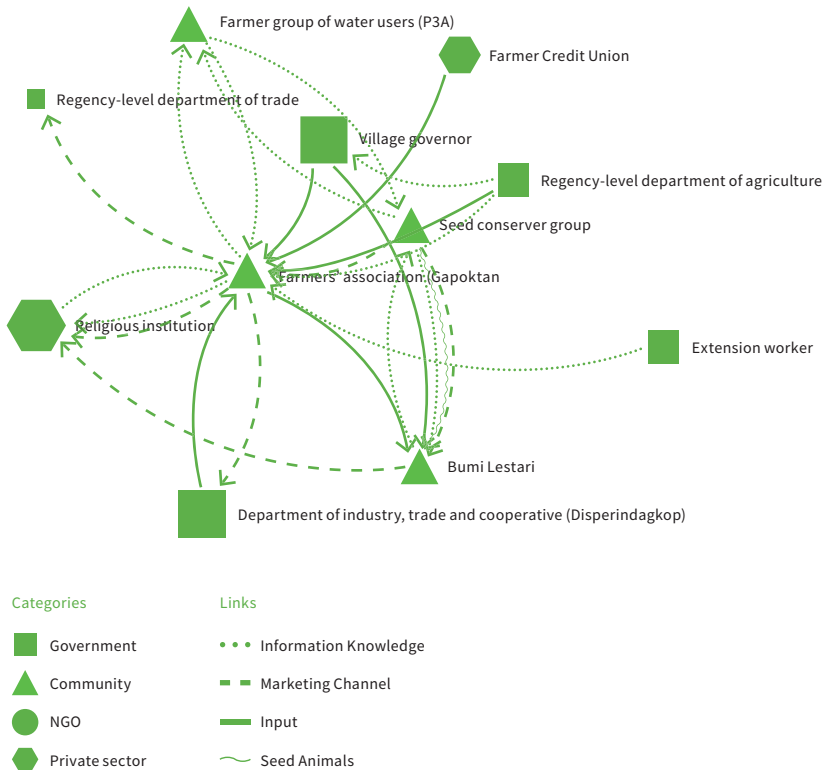 Farmer group of water users (P3A)
Farmer Credit Union
Regency-level department of trade
Village governor
Regency-level department of agriculture
Seed conserver group
Farmers' association (Gapoktan
Religious institution
Extension worker
Bumi Lestari
Department of industry, trade and cooperative (Disperindagkop)
Categories
Links
Government
Information Knowledge
Community
Marketing Channel
NGO
Input
Private sector
Seed Animals